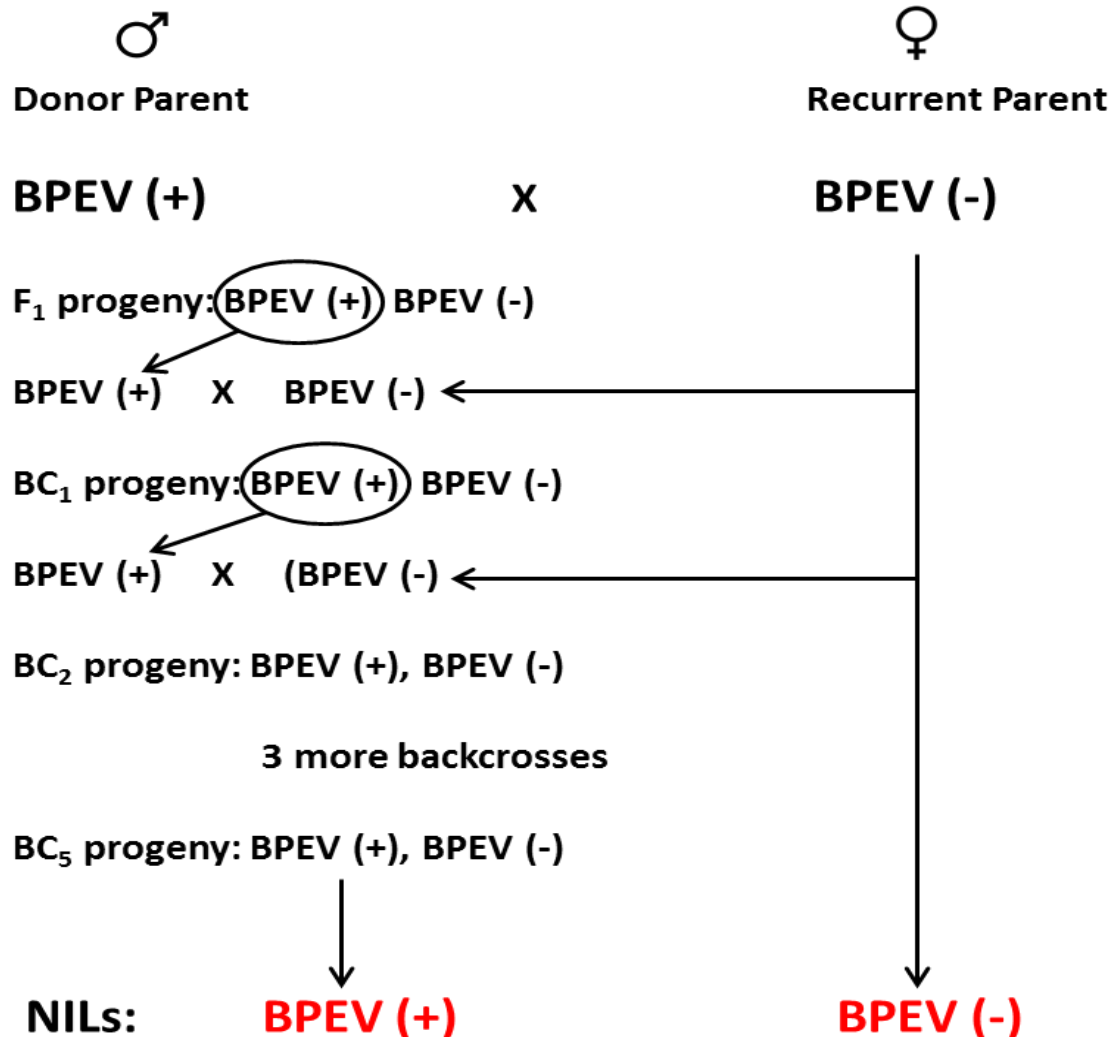 ♂ ♀
Donor Parent Recurrent Parent
BPEV (+) X BPEV (-)
F₁ progeny: BPEV (+) BPEV (-)
BPEV (+) X BPEV (-)
BC₁ progeny: BPEV (+) BPEV (-)
BPEV (+) X (BPEV (-)
BC₂ progeny: BPEV (+), BPEV (-)
3 more backcrosses
BC₅ progeny: BPEV (+), BPEV (-)
NILs: BPEV (+) BPEV (-)